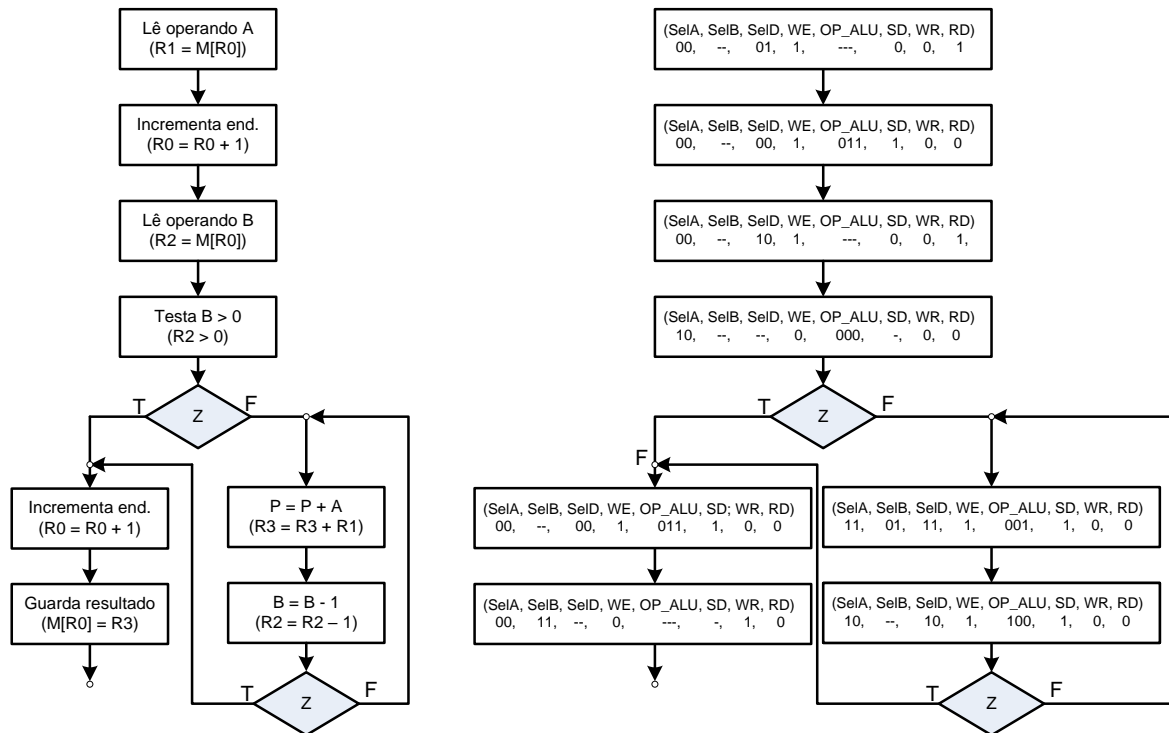 Lê operando A
(R1 = M[R0])
Incrementa end.
(R0 = R0 + 1)
Lê operando B
(R2 = M[R0])
Testa B > 0
(R2 > 0)
Z
T
F
Incrementa end.
(R0 = R0 + 1)
Guarda resultado
(M[R0] = R3)
P = P + A
(R3 = R3 + R1)
B = B - 1
(R2 = R2 – 1)
Z
T
F
(SelA, SelB, SelD, WE, OP_ALU, SD, WR, RD)
00, --, 01, 1, ---, 0, 0, 1
(SelA, SelB, SelD, WE, OP_ALU, SD, WR, RD)
00, --, 00, 1, 011, 1, 0, 0
(SelA, SelB, SelD, WE, OP_ALU, SD, WR, RD)
00, --, 10, 1, ---, 0, 0, 1,
(SelA, SelB, SelD, WE, OP_ALU, SD, WR, RD)
10, --, --, 0, 000, -, 0, 0
Z
T
F
F
(SelA, SelB, SelD, WE, OP_ALU, SD; WR, RD)
00, --, 00, 1, 011, 1, 0, 0
(SelA, SelB, SelD, WE, OP_ALU, SD, WR, RD)
00, 11, --, 0, ---, -, 1, 0
(SelA, SelB, SelD, WE, OP_ALU, SD, WR, RD)
11, 01, 11, 1, 001, 1, 0, 0
(SelA, SelB, SelD, WE, OP_ALU, SD, WR, RD)
10, --, 10, 1, 100, 1, 0, 0
Z
T
F